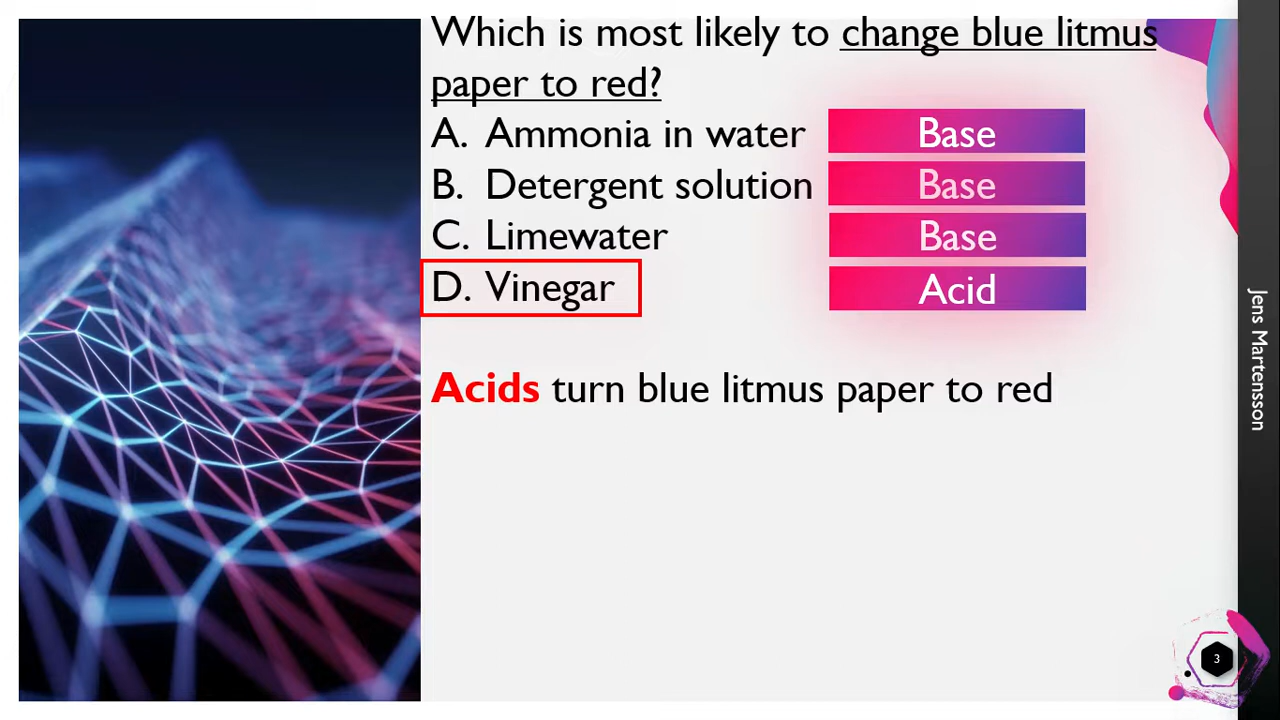 Which is most likely to change blue litmus
paper to red?
A. Ammonia in water Base
B. Detergent solution Base
C. Limewater Base
D. Vinegar Acid
Acids turn blue litmus paper to red
Jens Martensson
3